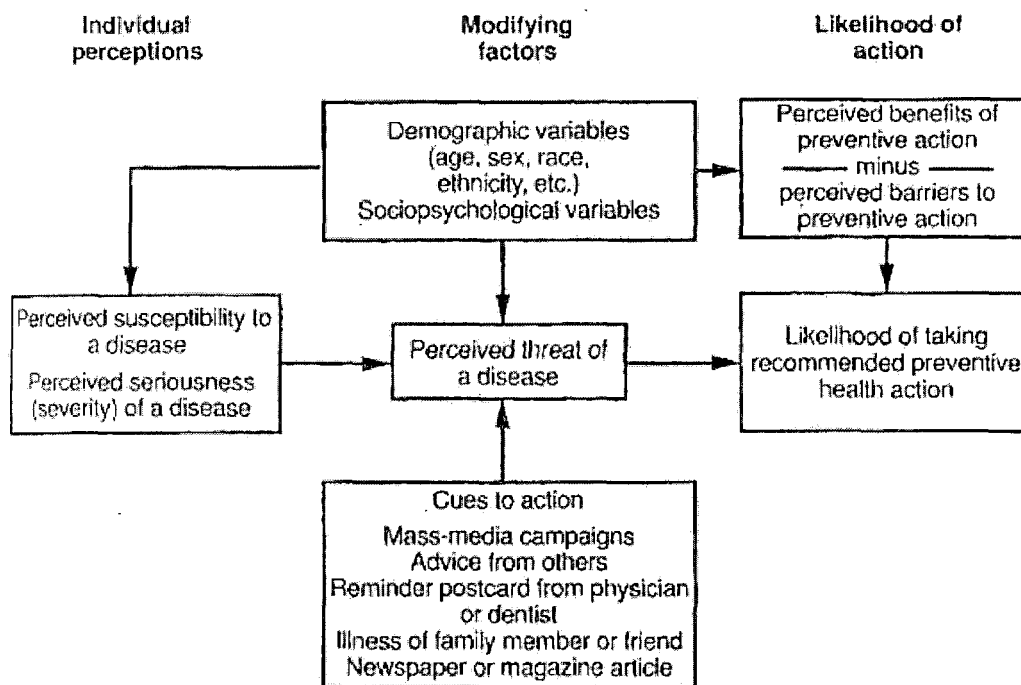 Individual
perceptions
Modifying
factors
Likelihood of
action
Demographic variables
(age, sex, race,
ethnicity, etc.)
Sociopsychological variables
Perceived benefits of
preventive action
minus
perceived barriers to
preventive action
Perceived susceptibility to
a disease
Perceived seriousness
(severity) of a disease
Perceived threat of
a disease
Likelihood of taking
recommended preventive
health action
Cues to action
Mass-media campaigns
Advice from others
Reminder postcard from physician
or dentist
Illness of family member or friend
Newspaper or magazine article